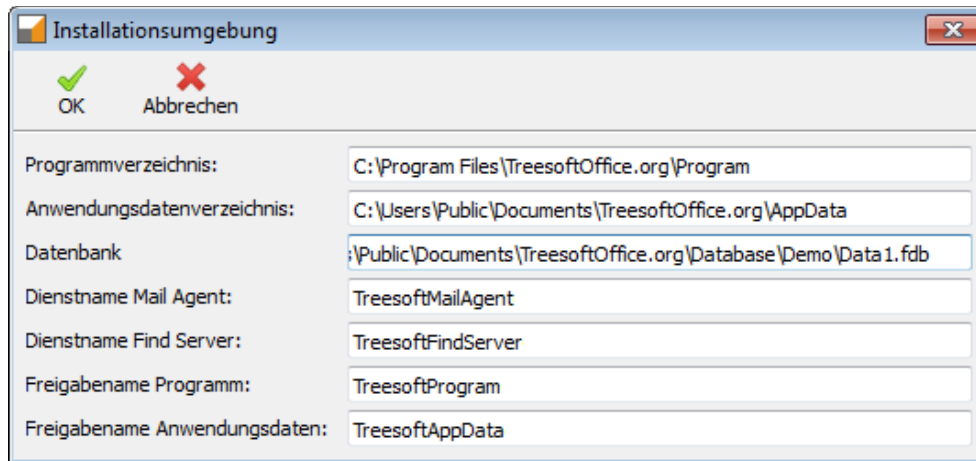 Installationsumgebung
OK Abbrechen
Programmverzeichnis: C:\Program Files\TreesoftOffice.org\Program
Anwendungsdatenverzeichnis: C:\Users\Public\Documents\TreesoftOffice.org\AppData
Datenbank \Public\Documents\TreesoftOffice.org\Database\Demo\Data1.fdb
Dienstname Mail Agent: TreesoftMailAgent
Dienstname Find Server: TreesoftFindServer
Freigabename Programm: TreesoftProgram
Freigabename Anwendungsdaten: TreesoftAppData